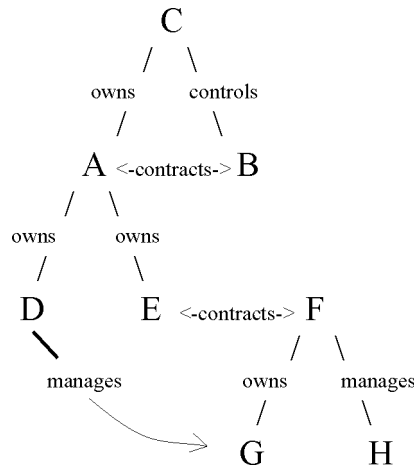 C
owns controls
A <-contracts-> B
owns owns
D E <-contracts-> F
manages owns manages
G H